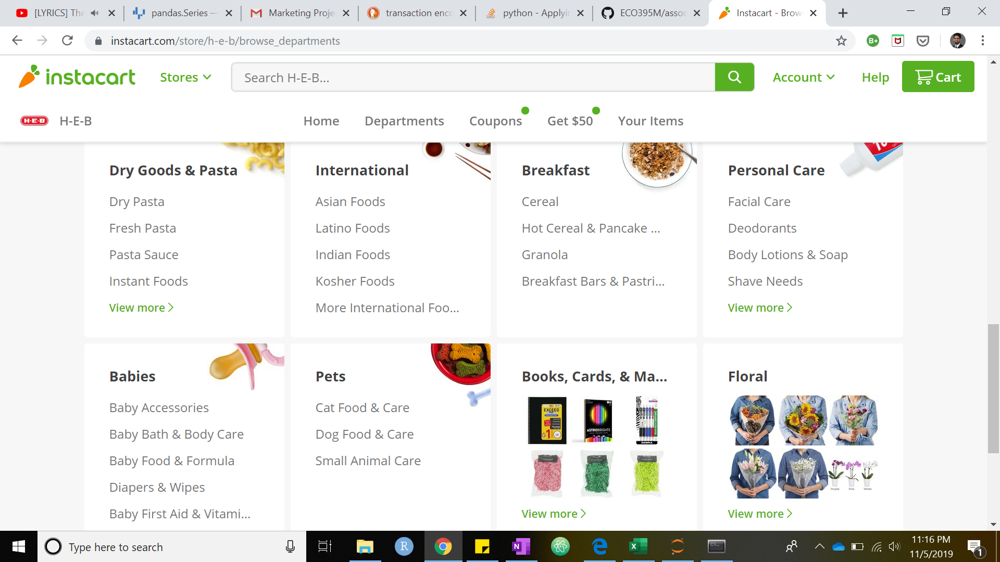 [LYRICS] The
pandas.Series —
Marketing Proje
transaction enco
python - Applyin
ECO395M/assoc
Instacart - Brow
instacart.com/store/h-e-b/browse_departments
B+
instacart
Stores
Search H-E-B...
Account
Help
Cart
H-E-B
H-E-B
Home
Departments
Coupons
Get $50
Your Items
Dry Goods & Pasta
Dry Pasta
Fresh Pasta
Pasta Sauce
Instant Foods
View more
International
Asian Foods
Latino Foods
Indian Foods
Kosher Foods
More International Foo...
Breakfast
Cereal
Hot Cereal & Pancake ...
Granola
Breakfast Bars & Pastri...
Personal Care
10
Facial Care
Deodorants
Body Lotions & Soap
Shave Needs
View more
Babies
Baby Accessories
Baby Bath & Body Care
Baby Food & Formula
Diapers & Wipes
Baby First Aid & Vitami...
Pets
Cat Food & Care
Dog Food & Care
Small Animal Care
Books, Cards, & Ma...
EXCEED
1
ASTROBRIGHTS
ZEBRA
View more
Floral
Purple
Pink
White
View more
Type here to search
R
N
X
C:\_
11:16 PM
11/5/2019
1